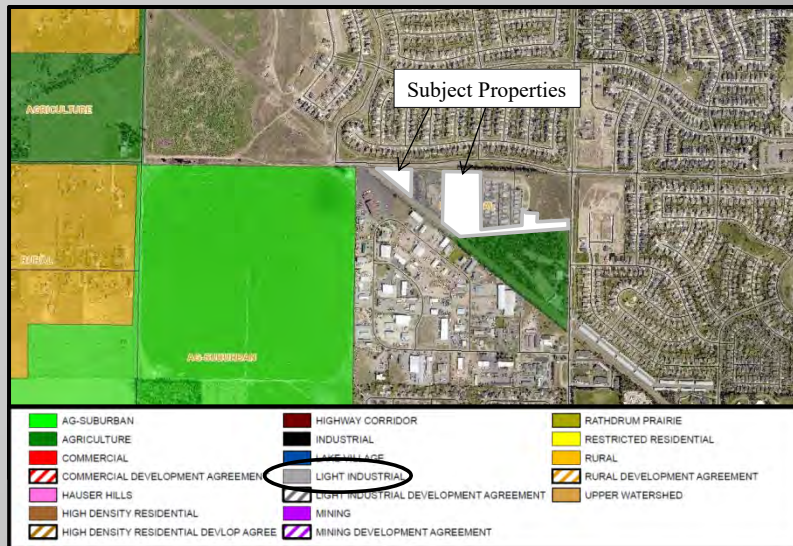 Subject Properties
AGRICULTURE
RURAL
AG-SUBURBAN
AG-SUBURBAN
AGRICULTURE
COMMERCIAL
COMMERCIAL DEVELOPMENT AGREEMEN
HAUSER HILLS
HIGH DENSITY RESIDENTIAL
HIGH DENSITY RESIDENTIAL DEVLOP AGREE
HIGHWAY CORRIDOR
INDUSTRIAL
LAKE VILLAGE
LIGHT INDUSTRIAL
LIGHT INDUSTRIAL DEVELOPMENT AGREEMENT
MINING
MINING DEVELOPMENT AGREEMENT
RATHDRUM PRAIRIE
RESTRICTED RESIDENTIAL
RURAL
RURAL DEVELOPMENT AGREEMENT
UPPER WATERSHED